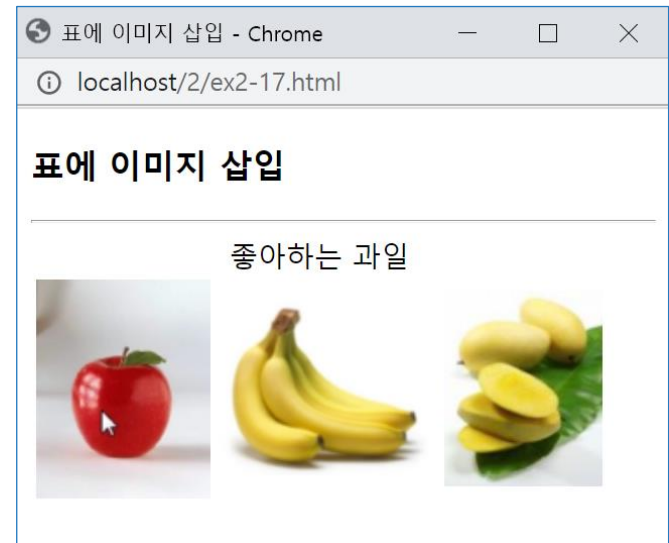 표에 이미지 삽입 - Chrome
localhost/2/ex2-17.html
표에 이미지 삽입
좋아하는 과일